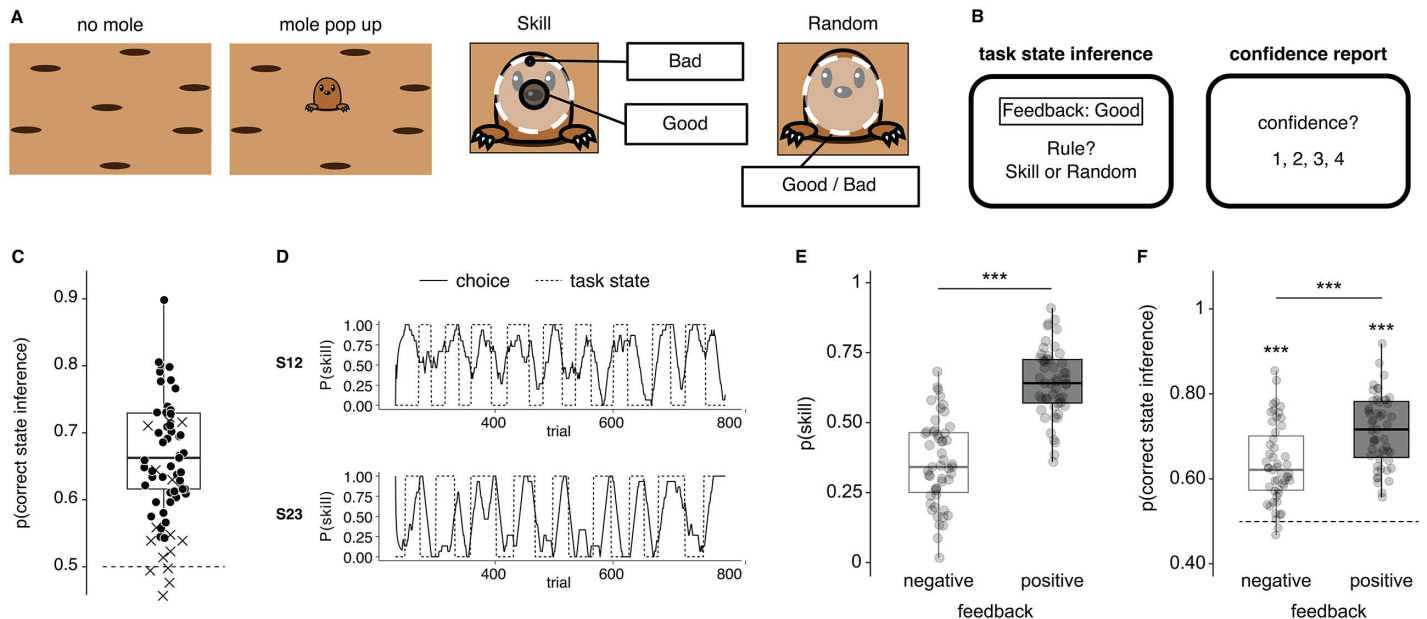 A
no mole
mole pop up
Skill
Bad
Good
Random
Good / Bad
B
task state inference
Feedback: Good
Rule?
Skill or Random
confidence report
confidence?
1, 2, 3, 4
C
p(correct state inference)
0.9
0.8
0.7
0.6
0.5
D
choice
task state
S12
P(skill)
1.00
0.75
0.50
0.25
0.00
400
600
800
trial
S23
P(skill)
1.00
0.75
0.50
0.25
0.00
400
600
800
trial
E
p(skill)
1
0.75
0.50
0.25
0
***
negative
positive
feedback
F
p(correct state inference)
1
0.80
0.60
0.40
***
***
***
negative
positive
feedback